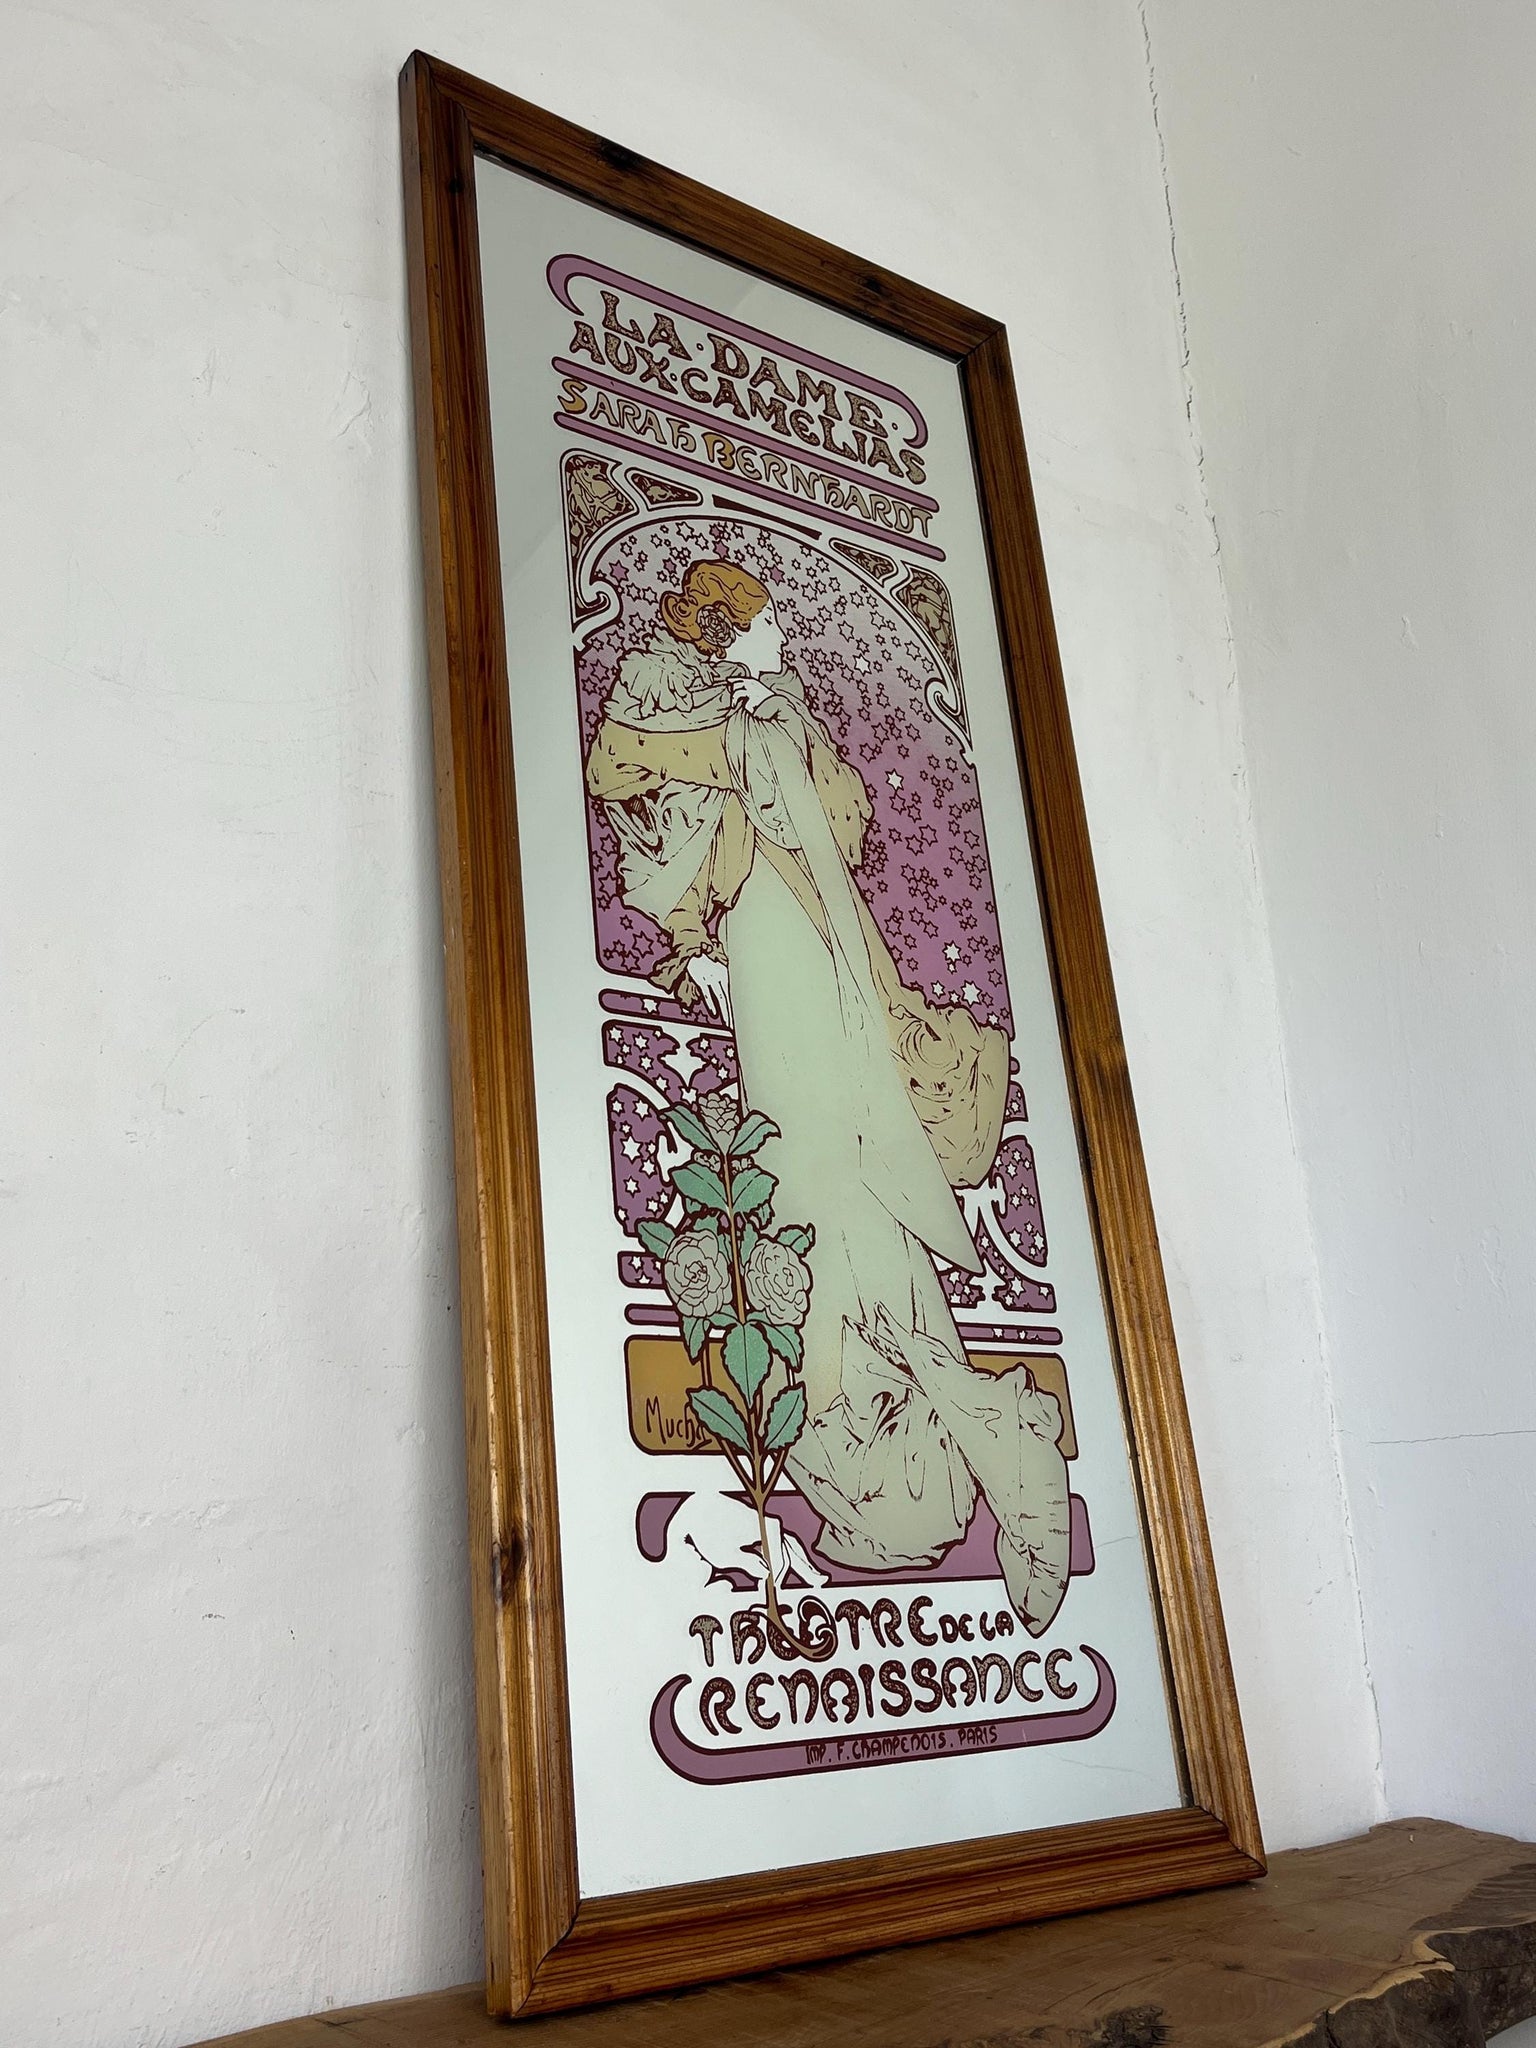 LA·DAME·
AUX·CAMELIAS
SARAH BERNHARDT
Mucha
THEATRE DE LA
RENAISSANCE
IMP. F. CHAMPENOIS. PARIS